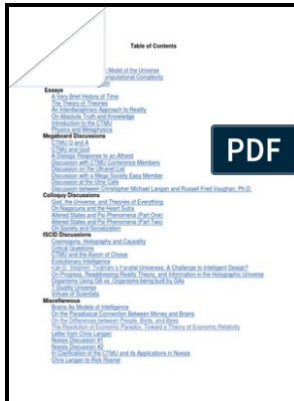 Table of Contents
Model of the Universe
Computational Complexity
Essays
A Very Brief History of Time
The Theory of Theories
An Interdisciplinary Approach to Reality
On Absolute Truth and Knowledge
Introduction to the CTMU
Physics and Metaphysics
Megaboard Discussions
CTMU Q and A
CTMU and God
A Dialogic Response to an Atheist
Discussion with CTMU Conference Members
Discussion on the Ultranet List
Discussion with a Mega Society Easy Member
Discussion at the Utne Cafe
Discussion between Christopher Michael Langan and Russell Fred Vaughan, Ph.D.
Colloquy Discussions
God, the Universe, and Theories of Everything
On Nagarjuna and the Heart Sutra
Altered States and Psi Phenomena (Part One)
Altered States and Psi Phenomena (Part Two)
On Society and Socialization
ISCID Discussions
Cosmogony, Holography and Causality
Critical Questions
CTMU and the Axiom of Choice
Evolutionary Intelligence
On D. Stephen Tegmark's Parallel Universes: A Challenge to Intelligent Design?
On Progress, Readdressing Reality Theory, and Information in the Holographic Universe
Organisms Using GA vs. Organisms being built by GAs
Quality Universe
Virtues of Scientists
Miscellaneous
Brains As Models of Intelligence
On the Paradoxical Connection Between Money and Brains
On the Differences between People, Birds, and Bees
The Resolution of Economic Paradox: Toward a Theory of Economic Relativity
Letter from Chris Langan
Noesis Discussion #1
Noesis Discussion #2
In Clarification of the CTMU and its Applications in Noesis
Chris Langan to Rick Rosner
PDF